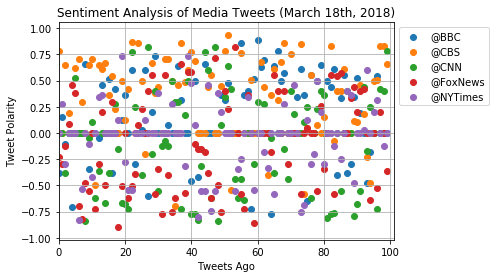 Sentiment Analysis of Media Tweets (March 18th, 2018)
1.00
0.75
0.50
0.25
0.00
−0.25
−0.50
−0.75
−1.00
Tweet Polarity
0 20 40 60 80 100
Tweets Ago
@BBC
@CBS
@CNN
@FoxNews
@NYTimes